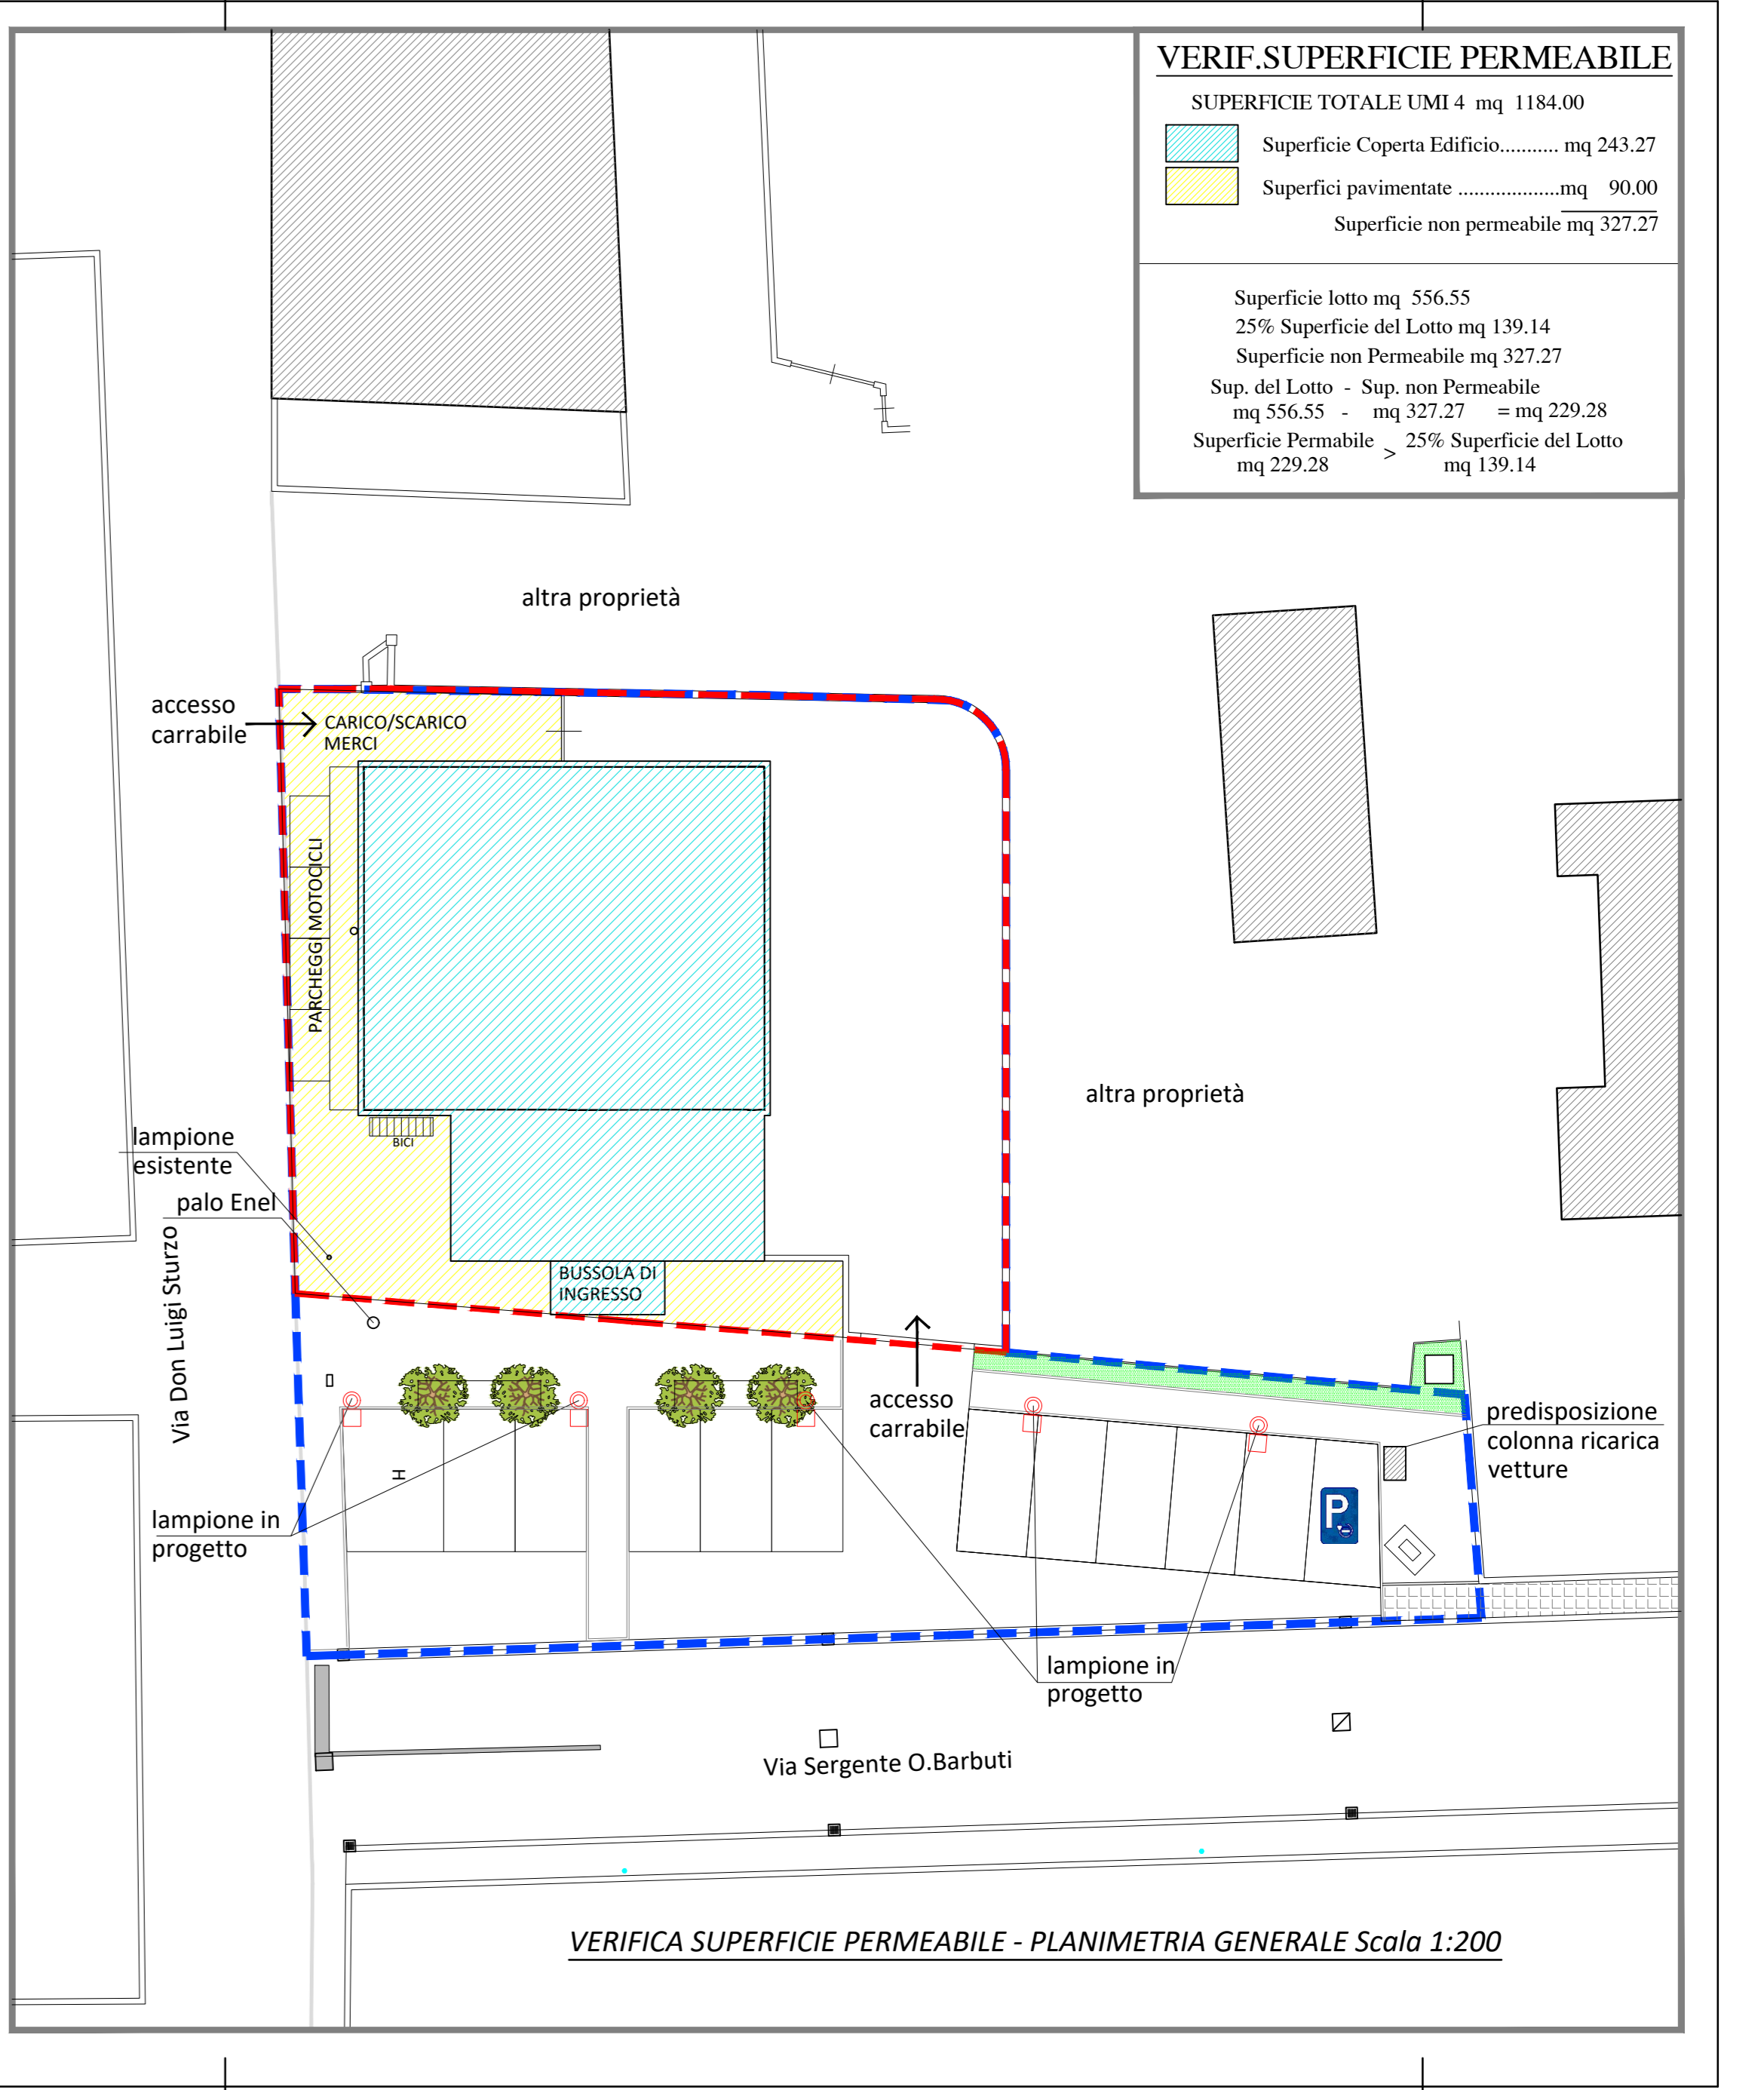 VERIF.SUPERFICIE PERMEABILE
SUPERFICIE TOTALE UMI 4 mq 1184.00
Superficie Coperta Edificio........... mq 243.27
Superfici pavimentate ...................mq 90.00
Superficie non permeabile mq 327.27
Superficie lotto mq 556.55
25% Superficie del Lotto mq 139.14
Superficie non Permeabile mq 327.27
Sup. del Lotto - Sup. non Permeabile
mq 556.55 - mq 327.27 = mq 229.28
Superficie Permabile > 25% Superficie del Lotto
mq 229.28 mq 139.14
altra proprietà
accesso
carrabile
CARICO/SCARICO
MERCI
PARCHEGGI MOTOCICLI
altra proprietà
BICI
lampione
esistente
palo Enel
Via Don Luigi Sturzo
BUSSOLA DI
INGRESSO
accesso
carrabile
predisposizione
colonna ricarica
vetture
H
P
lampione in
progetto
lampione in
progetto
Via Sergente O.Barbuti
VERIFICA SUPERFICIE PERMEABILE - PLANIMETRIA GENERALE Scala 1:200